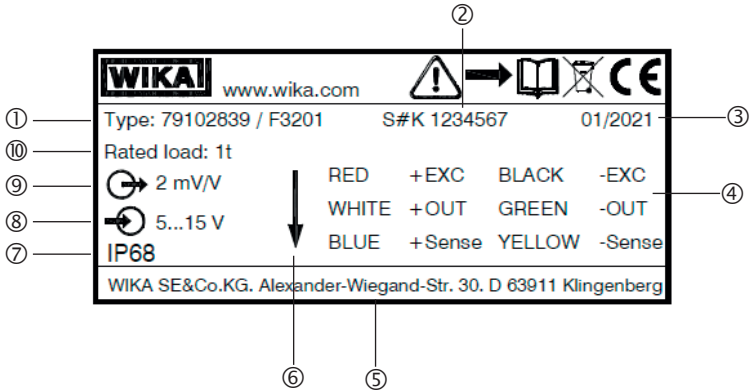 ②
WIKA www.wika.com CE
① Type: 79102839 / F3201 S#K 1234567 01/2021 ③
⑩ Rated load: 1t
⑨ 2 mV/V RED +EXC BLACK -EXC ④
⑧ 5...15 V WHITE +OUT GREEN -OUT
⑦ IP68 BLUE +Sense YELLOW -Sense
WIKA SE&Co.KG. Alexander-Wiegand-Str. 30. D 63911 Klingenberg
⑥ ⑤